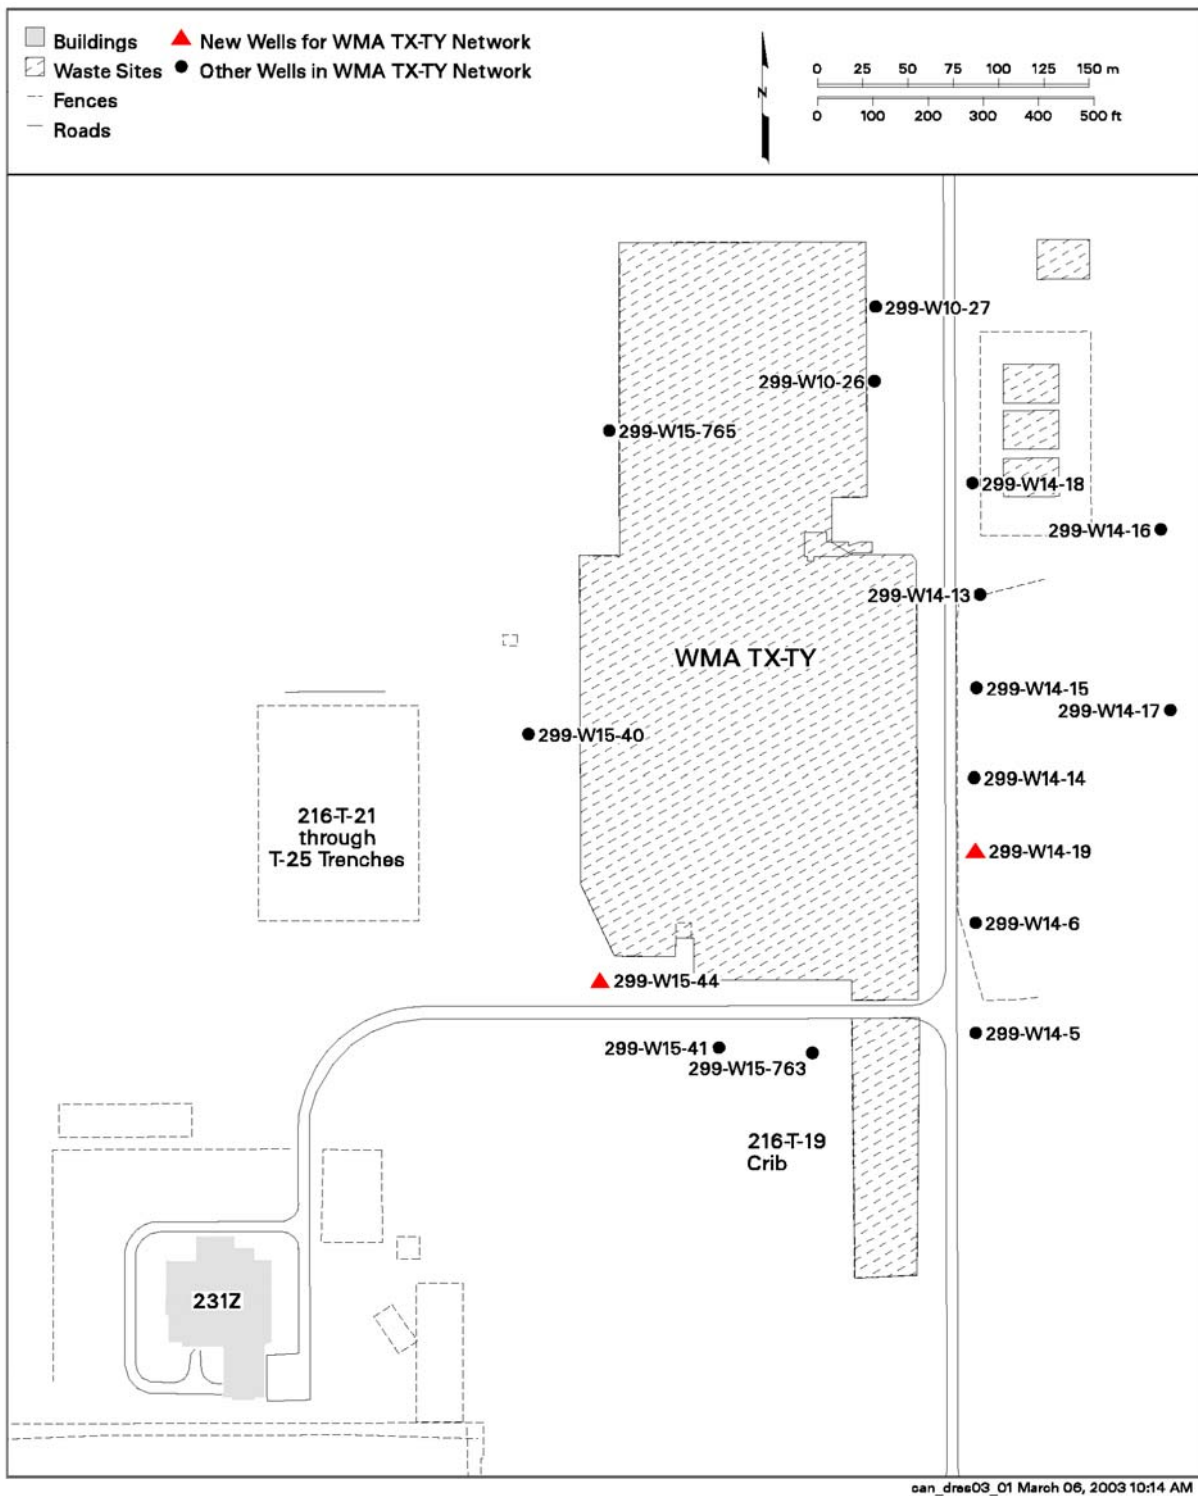 Buildings
New Wells for WMA TX-TY Network
Waste Sites
Other Wells in WMA TX-TY Network
Fences
Roads
N
0 25 50 75 100 125 150 m
0 100 200 300 400 500 ft
299-W10-27
299-W10-26
299-W15-765
299-W14-18
299-W14-16
299-W14-13
WMA TX-TY
299-W14-15
299-W14-17
299-W15-40
299-W14-14
216-T-21
through
T-25 Trenches
299-W14-19
299-W14-6
299-W15-44
299-W14-5
299-W15-41
299-W15-763
216-T-19
Crib
231Z
can_dres03_01 March 06, 2003 10:14 AM